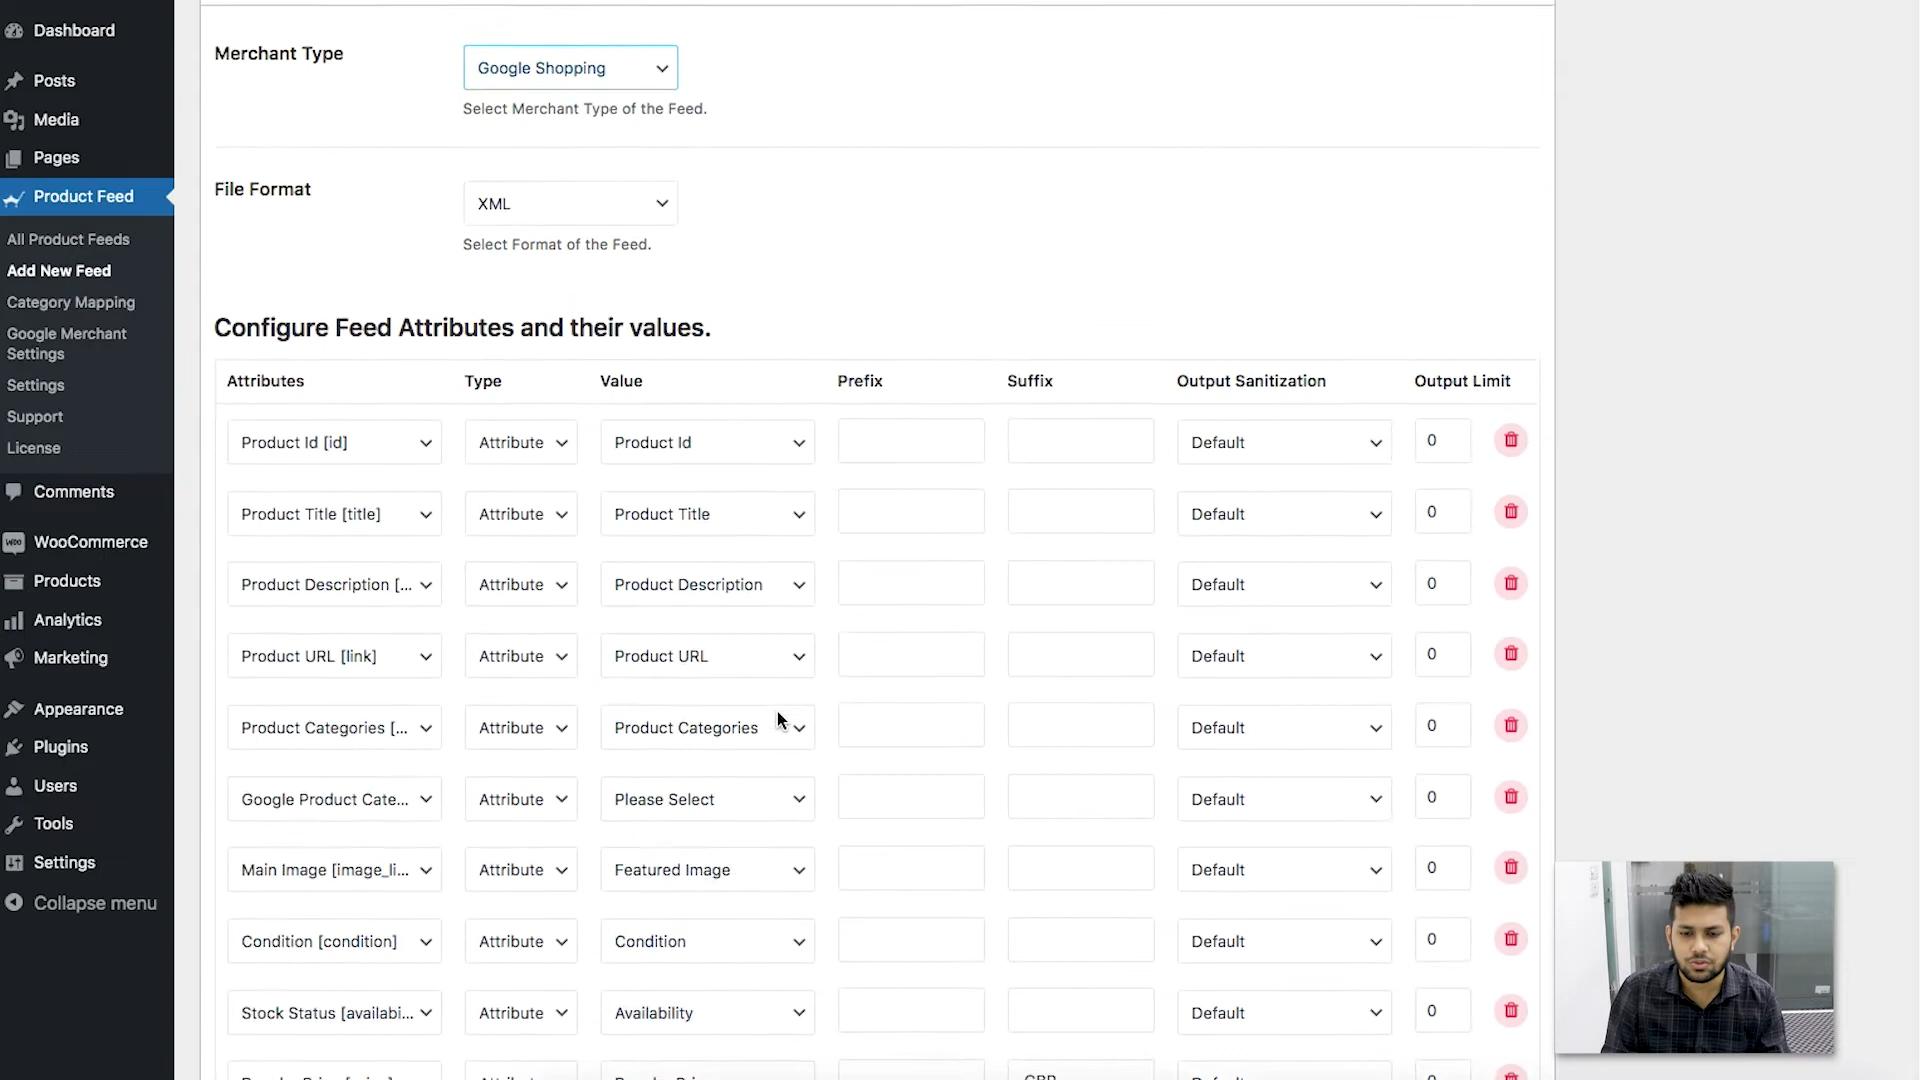 Dashboard
Posts
Media
Pages
Product Feed
All Product Feeds
Add New Feed
Category Mapping
Google Merchant
Settings
Settings
Support
License
Comments
WooCommerce
Products
Analytics
Marketing
Appearance
Plugins
Users
Tools
Settings
Collapse menu
Merchant Type
Google Shopping
Select Merchant Type of the Feed.
File Format
XML
Select Format of the Feed.
Configure Feed Attributes and their values.
Attributes Type Value Prefix Suffix Output Sanitization Output Limit
Product Id [id] Attribute Product Id Default 0
Product Title [title] Attribute Product Title Default 0
Product Description [... Attribute Product Description Default 0
Product URL [link] Attribute Product URL Default 0
Product Categories [... Attribute Product Categories Default 0
Google Product Cate... Attribute Please Select Default 0
Main Image [image_li... Attribute Featured Image Default 0
Condition [condition] Attribute Condition Default 0
Stock Status [availabi... Attribute Availability Default 0
GBP